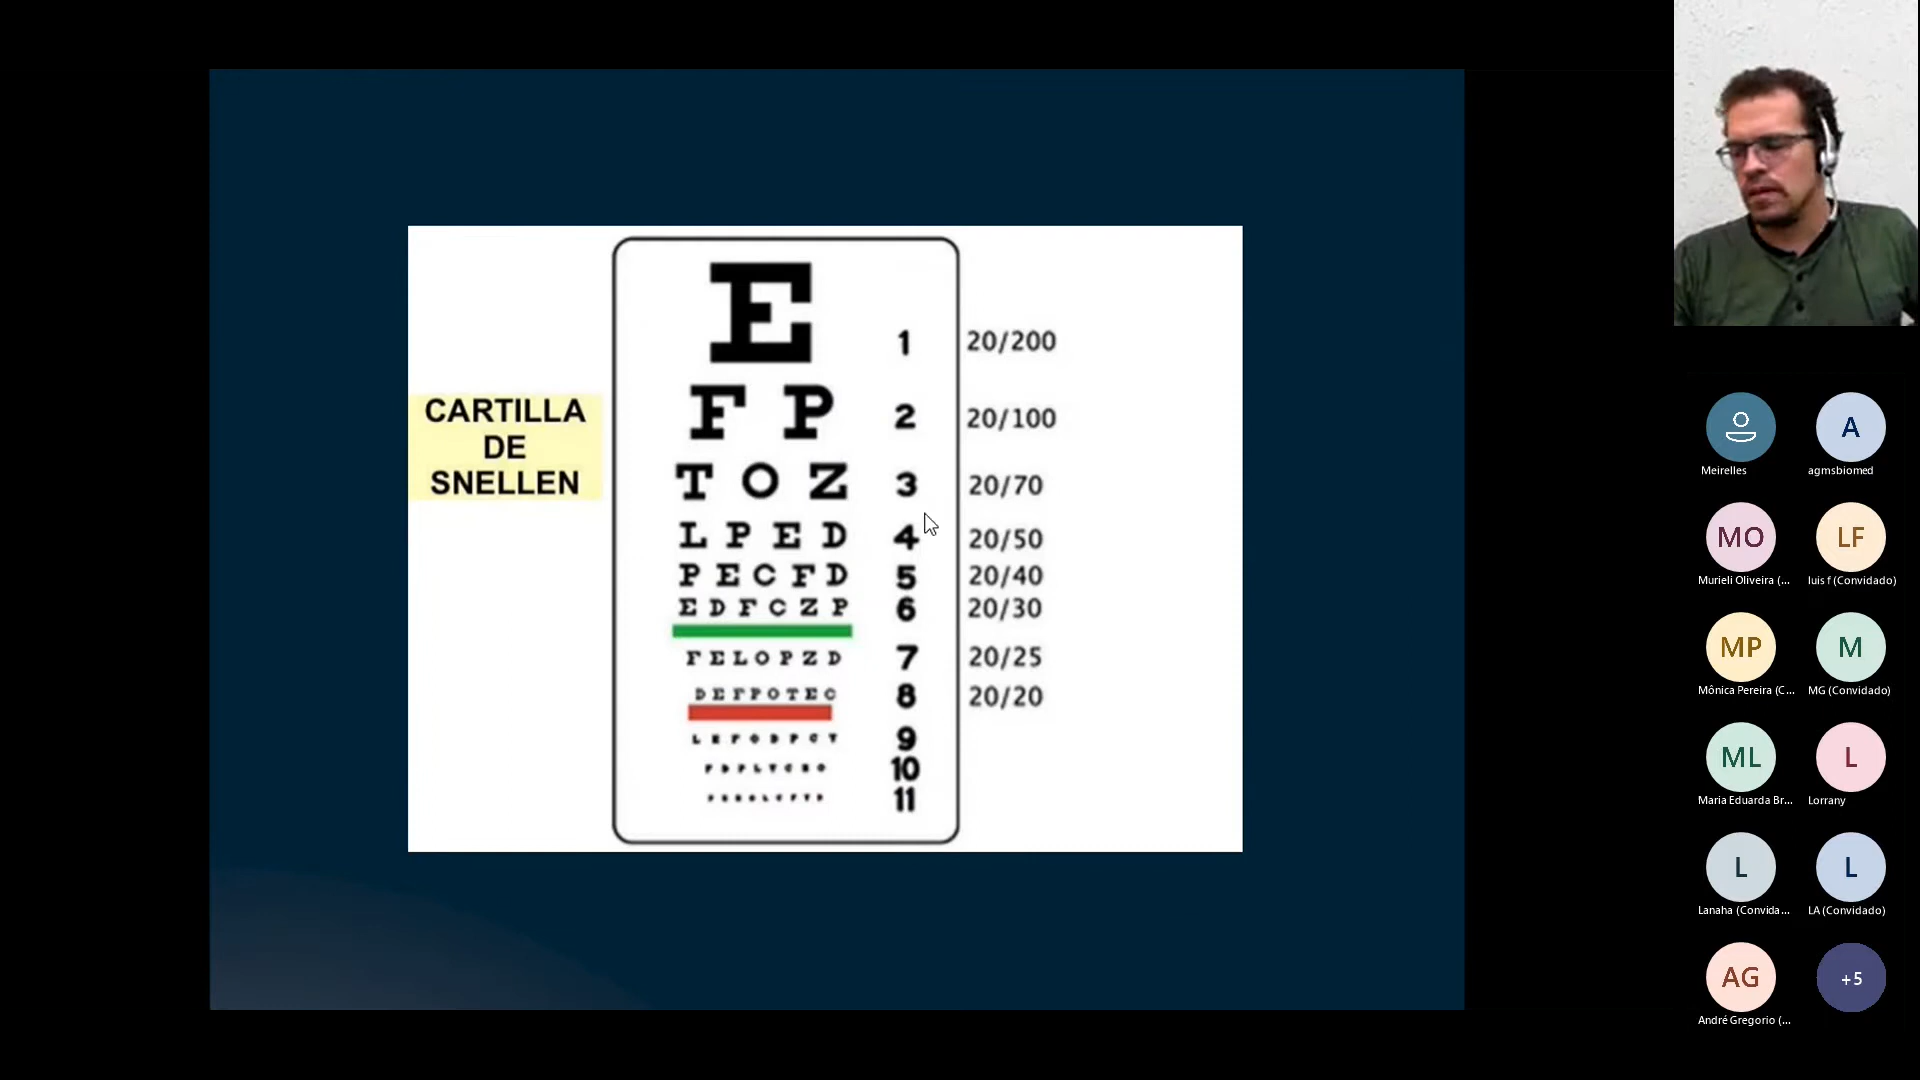 CARTILLA
DE
SNELLEN
E 1 20/200
F P 2 20/100
T O Z 3 20/70
L P E D 4 20/50
P E C F D 5 20/40
E D F C Z P 6 20/30
F E L O P Z D 7 20/25
D E F P O T E C 8 20/20
9
10
11
A
Meirelles
agmsbiomed
MO
LF
Murieli Oliveira (...
luis f (Convidado)
MP
M
Mônica Pereira (C...
MG (Convidado)
ML
L
Maria Eduarda Br...
Lorrany
L
L
Lanaha (Convida...
LA (Convidado)
AG
+5
André Gregorio (...